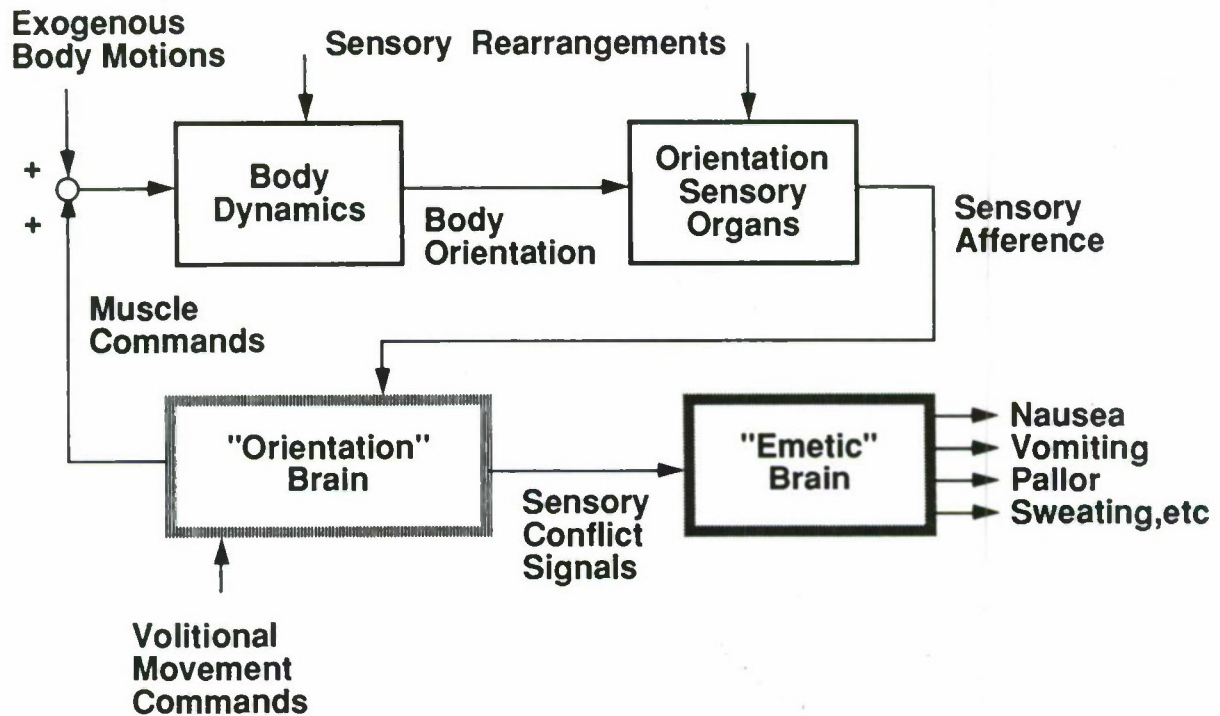 Exogenous
Body Motions
Sensory Rearrangements
+
+
Body
Dynamics
Body
Orientation
Orientation
Sensory
Organs
Sensory
Afference
Muscle
Commands
"Orientation"
Brain
Sensory
Conflict
Signals
"Emetic"
Brain
Nausea
Vomiting
Pallor
Sweating,etc
Volitional
Movement
Commands